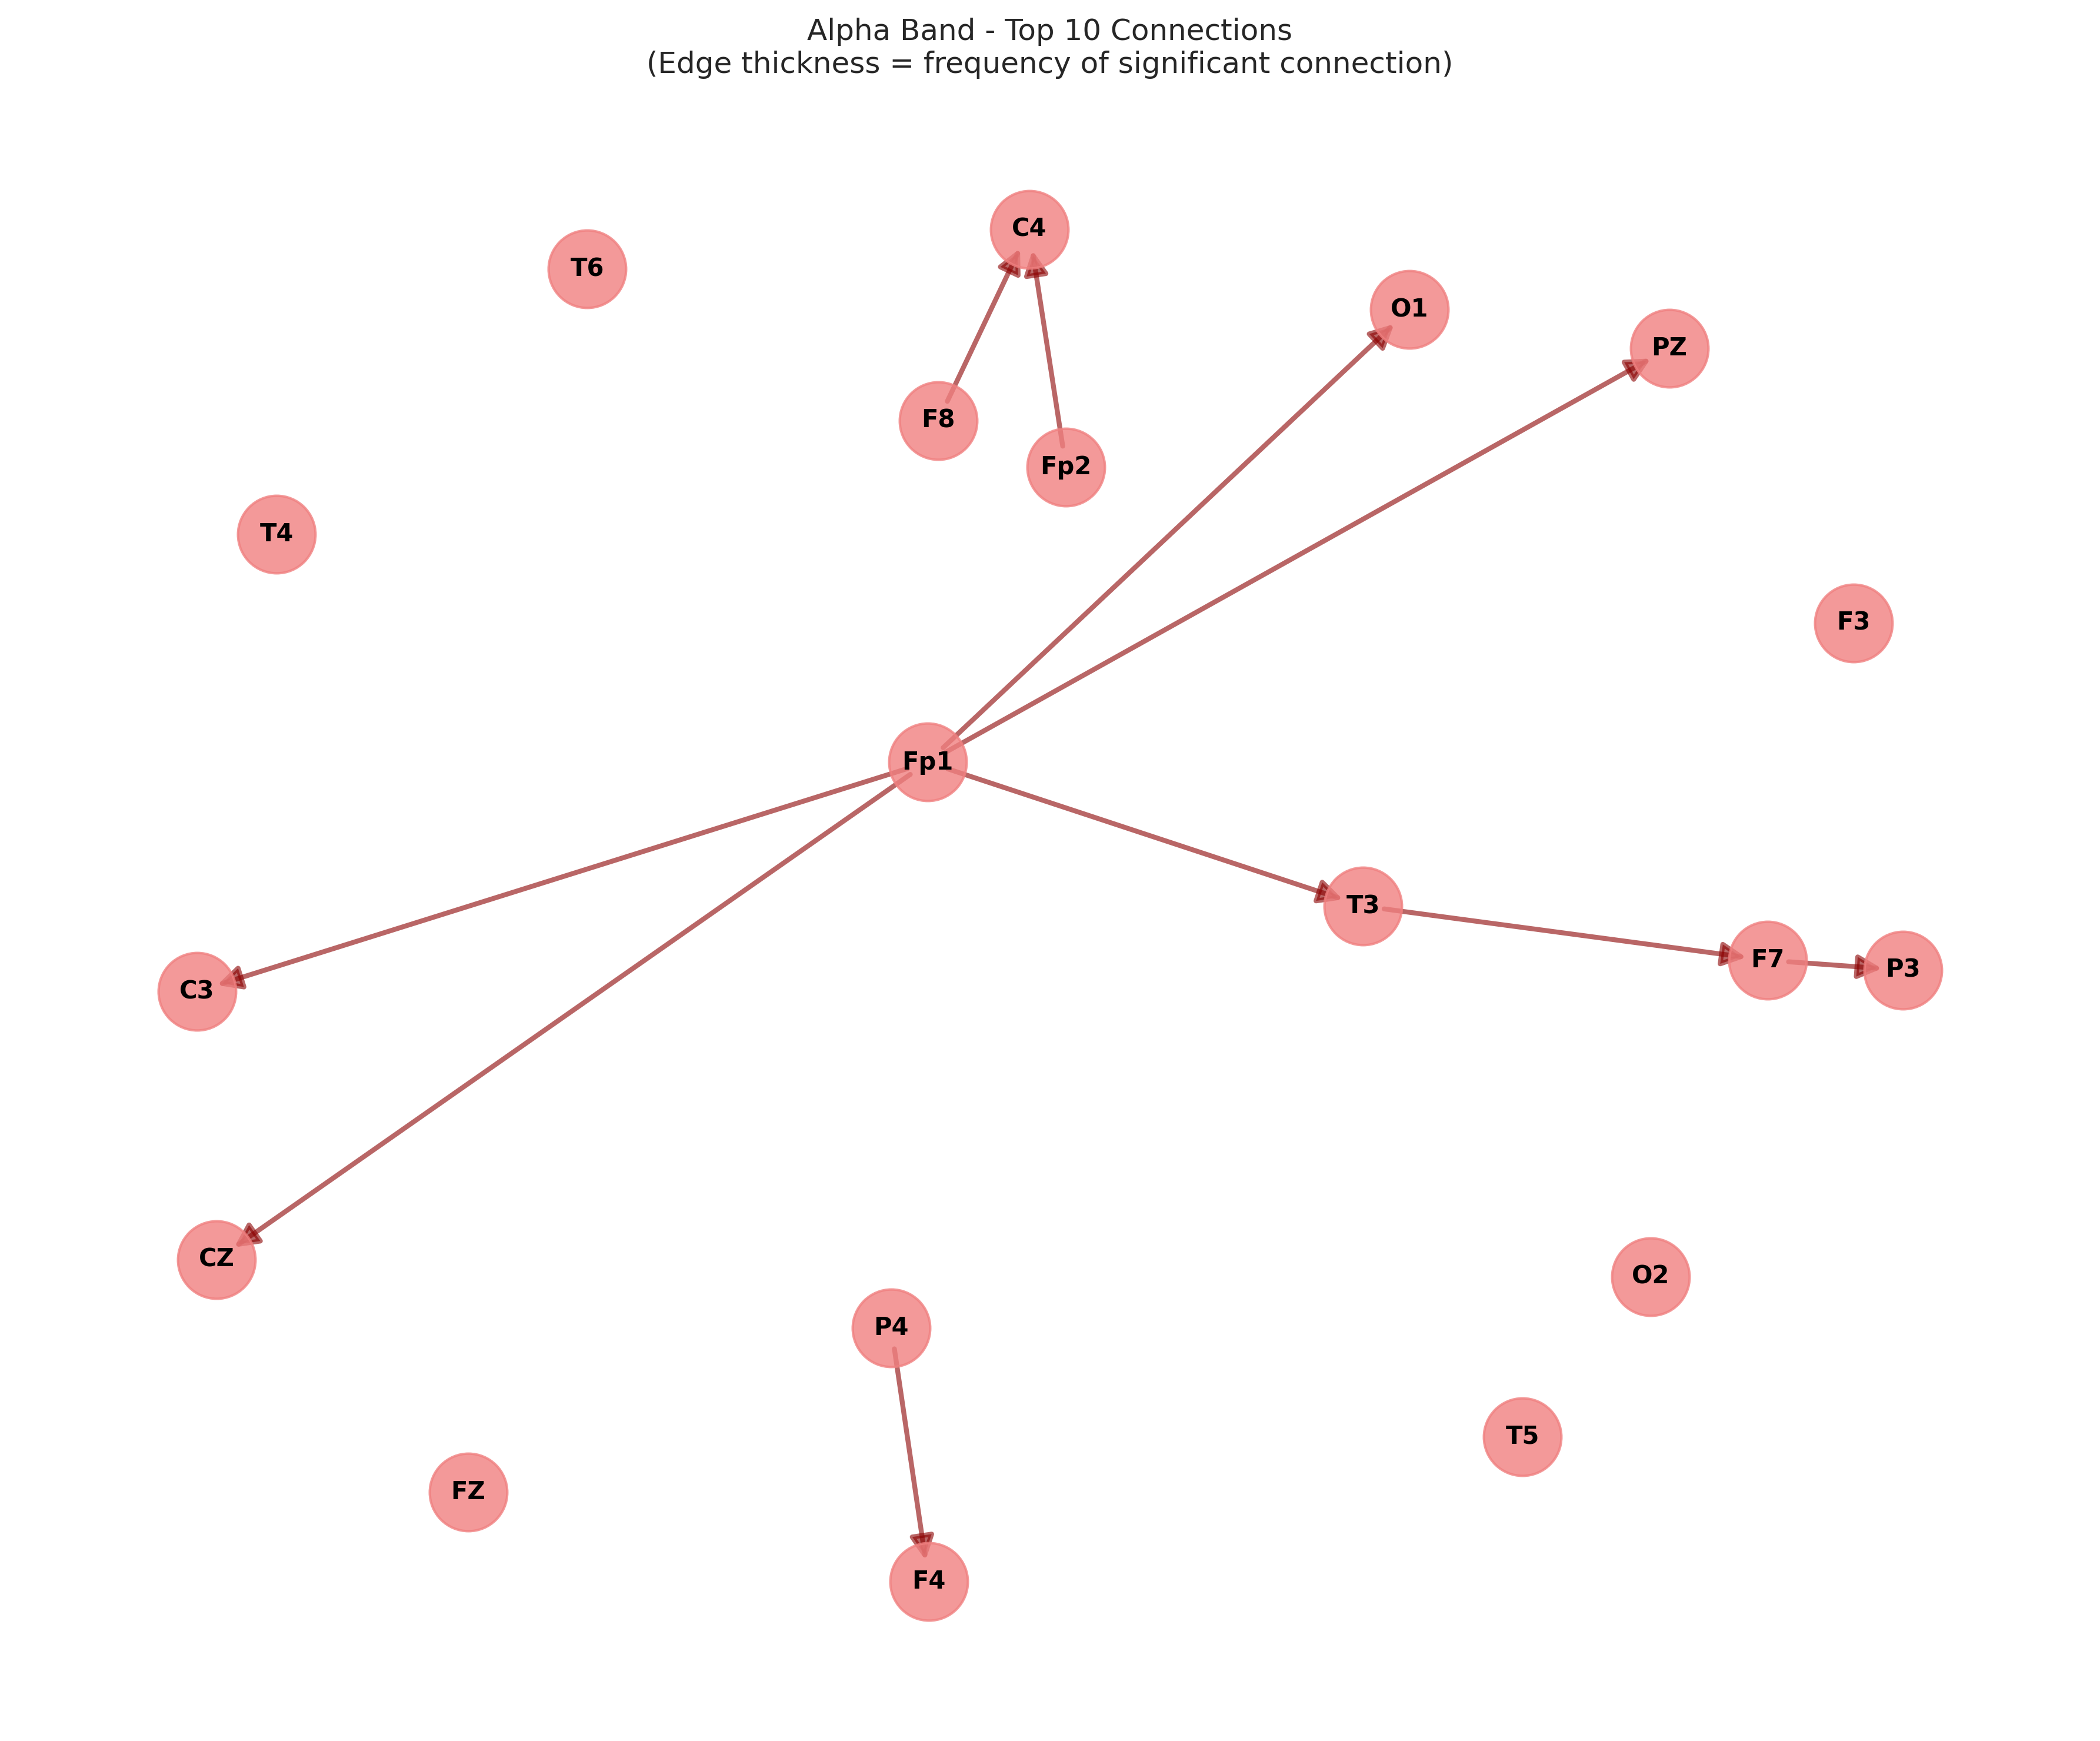 Alpha Band - Top 10 Connections
(Edge thickness = frequency of significant connection)
C4
T6
O1
PZ
F8
Fp2
T4
F3
Fp1
T3
F7
P3
C3
CZ
O2
P4
T5
FZ
F4